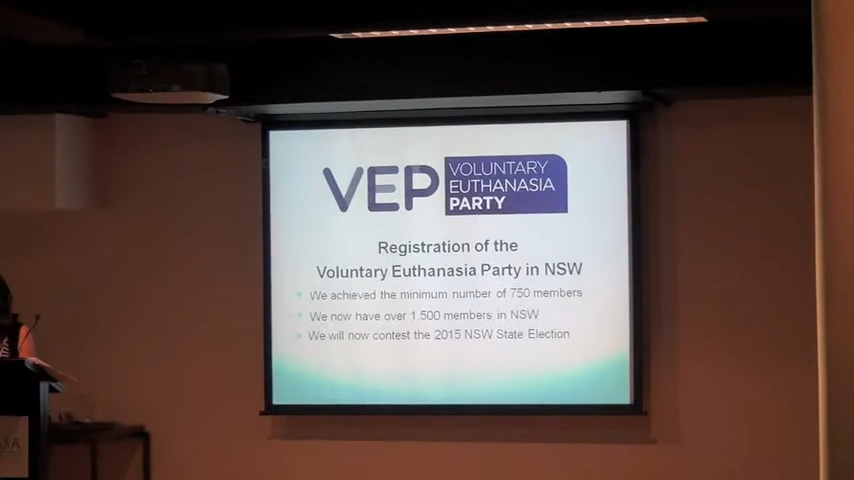 VEP
VOLUNTARY
EUTHANASIA
PARTY
Registration of the
Voluntary Euthanasia Party in NSW
We achieved the minimum number of 750 members
We now have over 1,500 members in NSW
We will now contest the 2015 NSW State Election